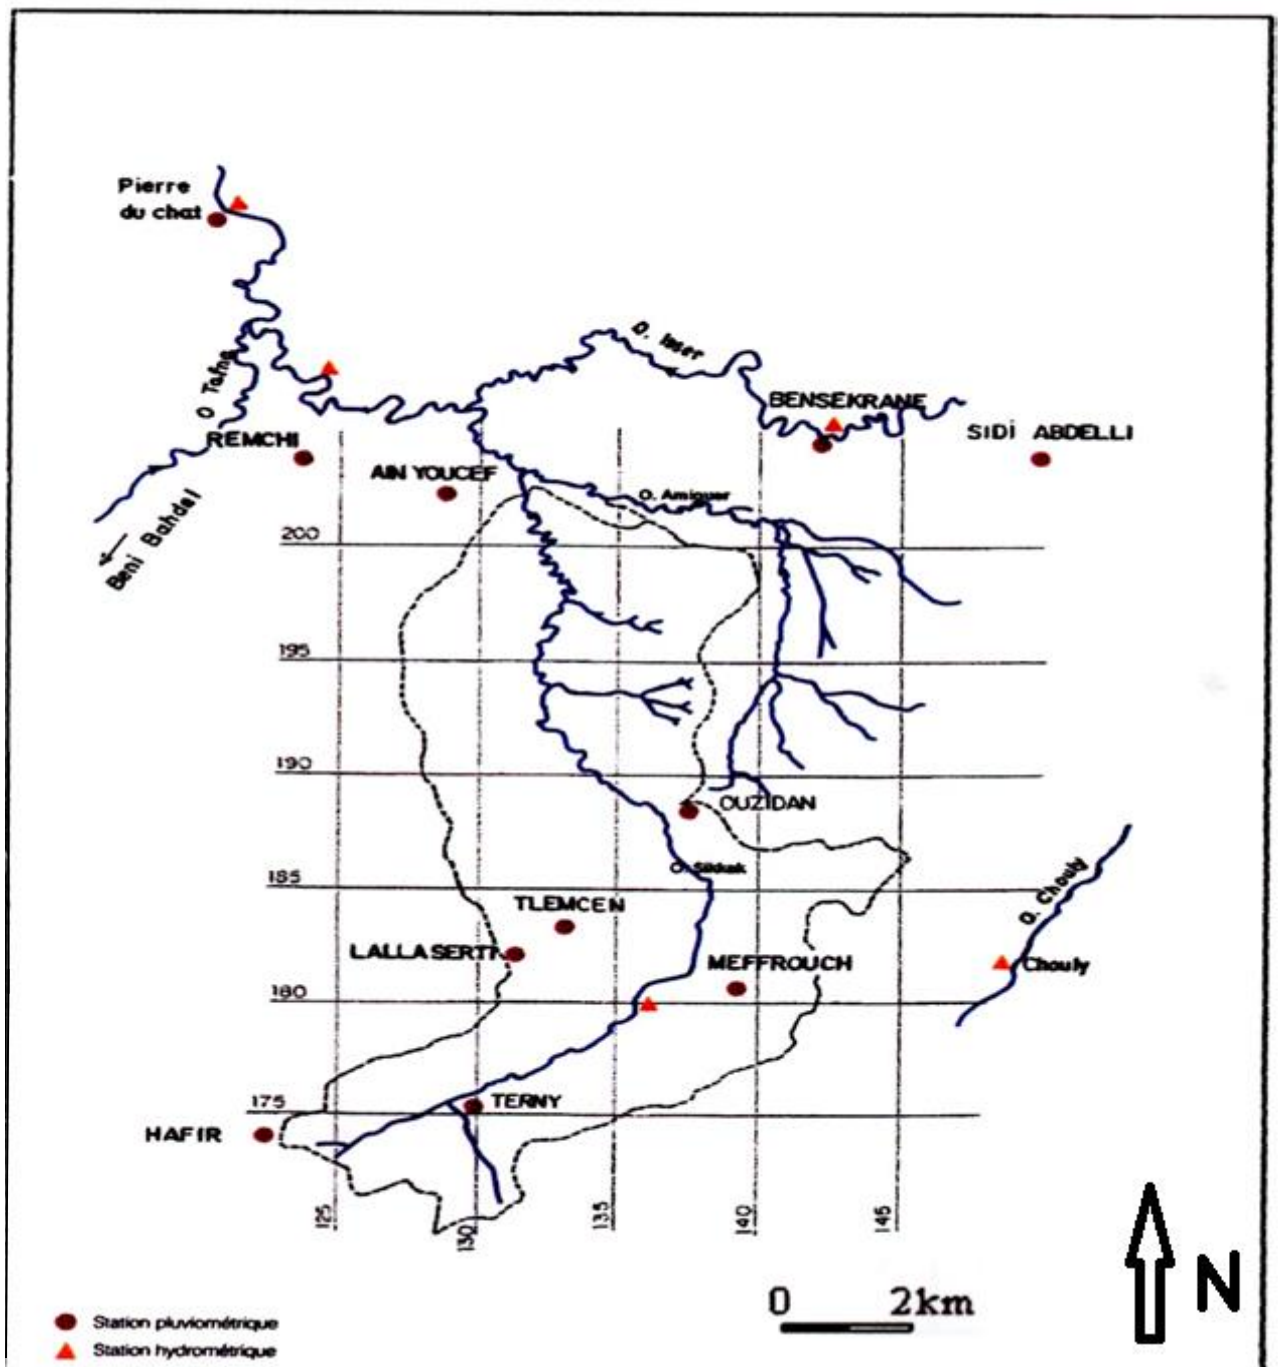 Pierre
du chat
O. Isser
O Tafna
BENSEKRANE
SIDI ABDELLI
REMCHI
AIN YOUCEF
O. Amiguer
Beni Bahdel
200
195
190
OUZIDAN
O. Sikkak
185
TLEMCEN
O. Chouly
LALLA SERTI
MEFFROUCH
Chouly
180
175
TERNY
HAFIR
125
130
135
140
145
N
0 2km
Station pluviométrique
Station hydrométrique